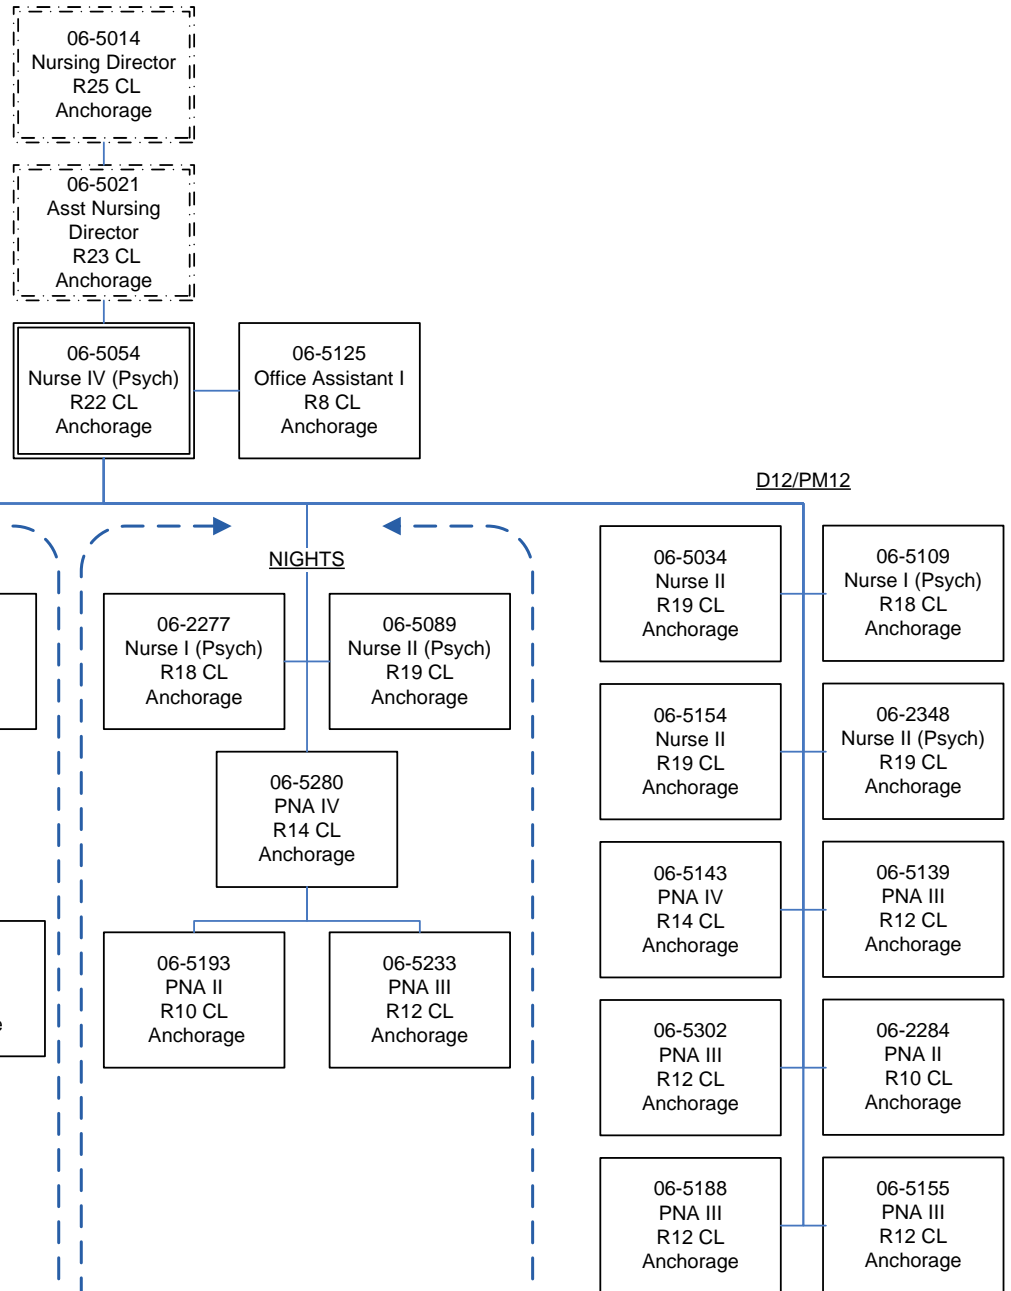 06-5014
Nursing Director
R25 CL
Anchorage
06-5021
Asst Nursing
Director
R23 CL
Anchorage
06-5054
Nurse IV (Psych)
R22 CL
Anchorage
06-5125
Office Assistant I
R8 CL
Anchorage
D12/PM12
NIGHTS
06-2277
Nurse I (Psych)
R18 CL
Anchorage
06-5089
Nurse II (Psych)
R19 CL
Anchorage
06-5280
PNA IV
R14 CL
Anchorage
06-5193
PNA II
R10 CL
Anchorage
06-5233
PNA III
R12 CL
Anchorage
06-5034
Nurse II
R19 CL
Anchorage
06-5109
Nurse I (Psych)
R18 CL
Anchorage
06-5154
Nurse II
R19 CL
Anchorage
06-2348
Nurse II (Psych)
R19 CL
Anchorage
06-5143
PNA IV
R14 CL
Anchorage
06-5139
PNA III
R12 CL
Anchorage
06-5302
PNA III
R12 CL
Anchorage
06-2284
PNA II
R10 CL
Anchorage
06-5188
PNA III
R12 CL
Anchorage
06-5155
PNA III
R12 CL
Anchorage